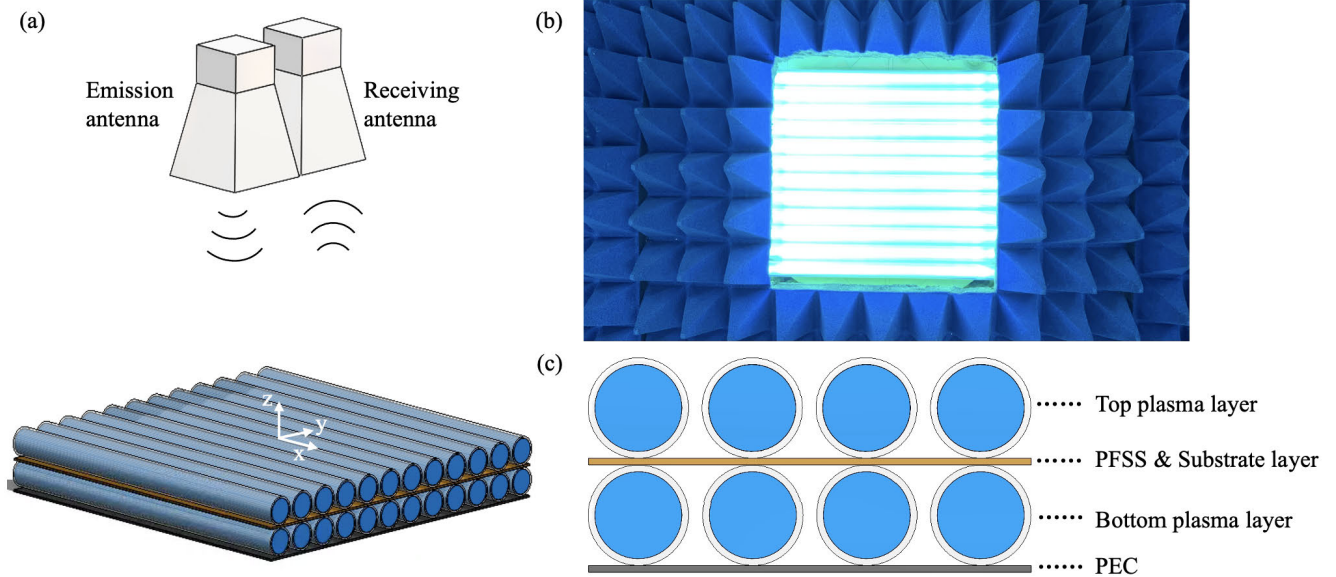 (a)
Emission
antenna
Receiving
antenna
z
y
x
(b)
(c)
Top plasma layer
PFSS & Substrate layer
Bottom plasma layer
PEC